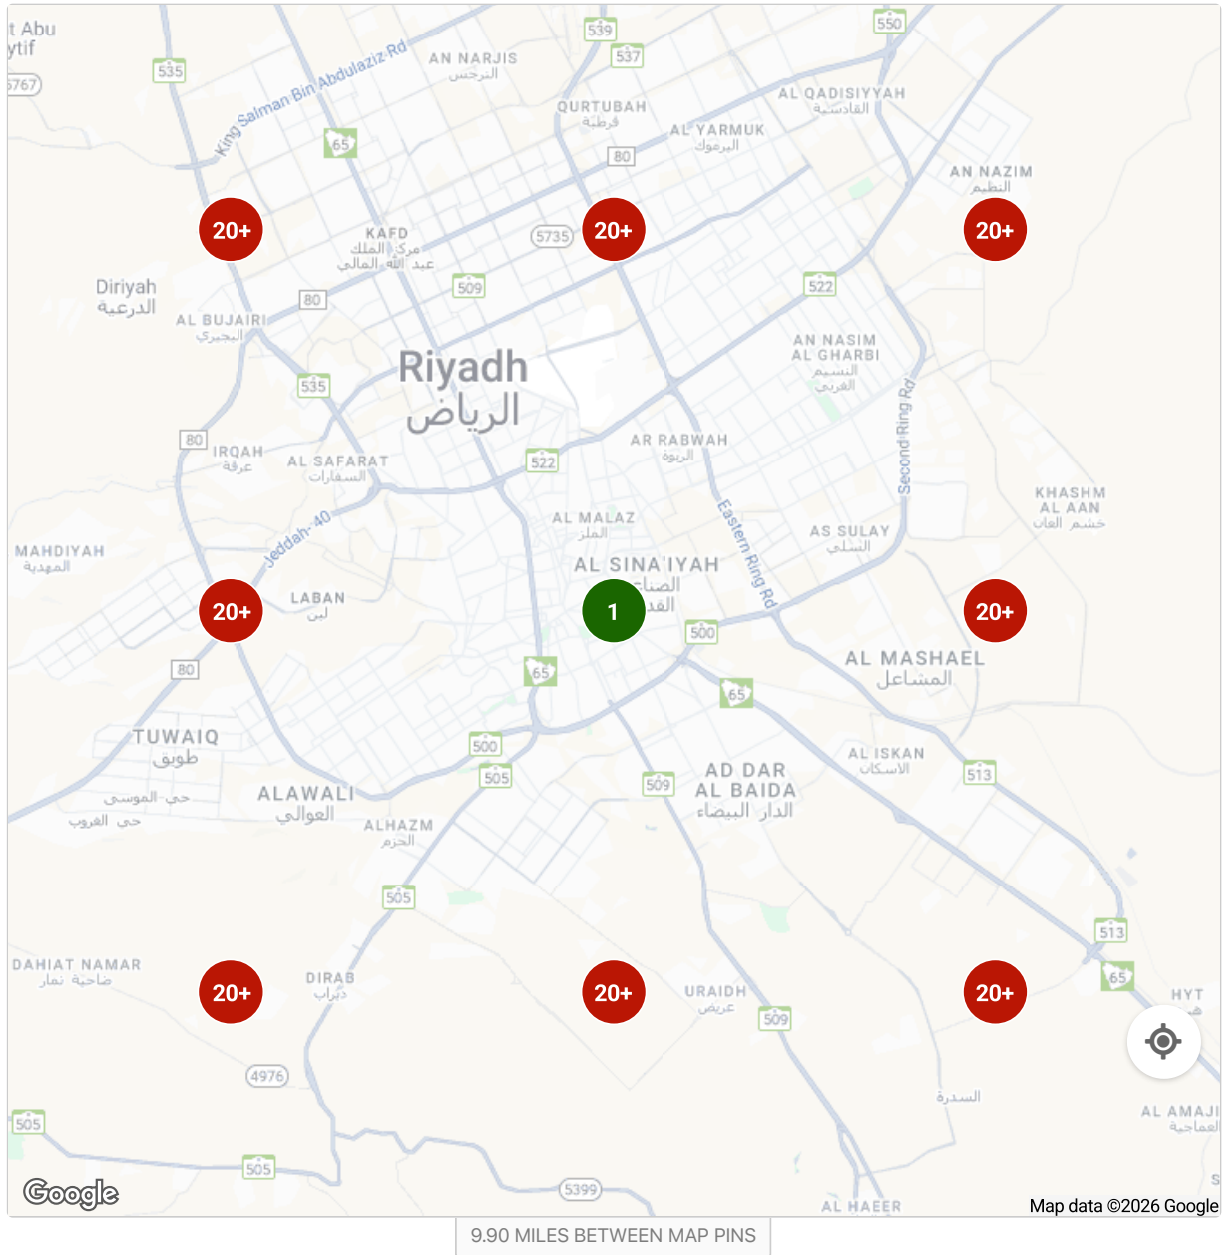 t Abu
ytif
5767
535
King Salman Bin Abdulaziz Rd
65
AN NARJIS
النرجس
539
537
550
QURTUBAH
قرطبة
AL QADISIYYAH
القادسية
AL YARMUK
اليرموك
80
AN NAZIM
النظيم
20+
20+
20+
KAFD
مركز الملك
عبد الله المالي
5735
Diriyah
الدرعية
80
509
522
AL BUJAIRI
البجيري
AN NASIM
AL GHARBI
النسيم
الغربي
Riyadh
الرياض
535
Second Ring Rd
80
IRQAH
عرقة
AL SAFARAT
السفارات
522
AR RABWAH
الربوة
KHASHM
AL AAN
خشم العان
Jeddah- 40
AL MALAZ
الملز
Eastern Ring Rd
AS SULAY
السلي
MAHDIYAH
المهدية
AL SINA'IYAH
الصناع
القد
LABAN
لبن
20+
1
20+
500
80
65
AL MASHAEL
المشاعل
65
TUWAIQ
طويق
500
505
509
AD DAR
AL BAIDA
الدار البيضاء
AL ISKAN
الاسكان
513
حي الموسى
حي الغروب
ALAWALI
العوالي
ALHAZM
الحزم
505
513
DAHIAT NAMAR
ضاحية نمار
DIRAB
ديراب
20+
20+
URAIDH
عريض
20+
65
HYT
509
4976
السدرة
505
AL AMAJI
العماجية
505
5399
AL HAEER
S
Google
Map data ©2026 Google
9.90 MILES BETWEEN MAP PINS